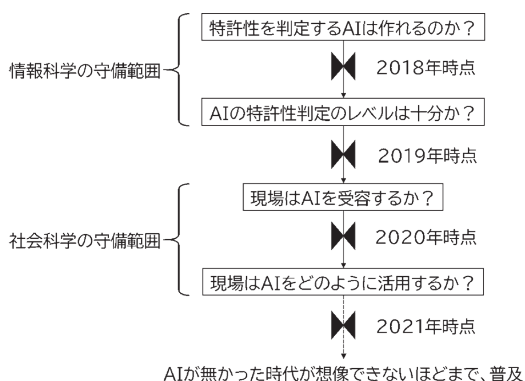 特許性を判定するAIは作れるのか？
情報科学の守備範囲
2018年時点
AIの特許性判定のレベルは十分か？
2019年時点
現場はAIを受容するか？
社会科学の守備範囲
2020年時点
現場はAIをどのように活用するか？
2021年時点
AIが無かった時代が想像できないほどまで、普及